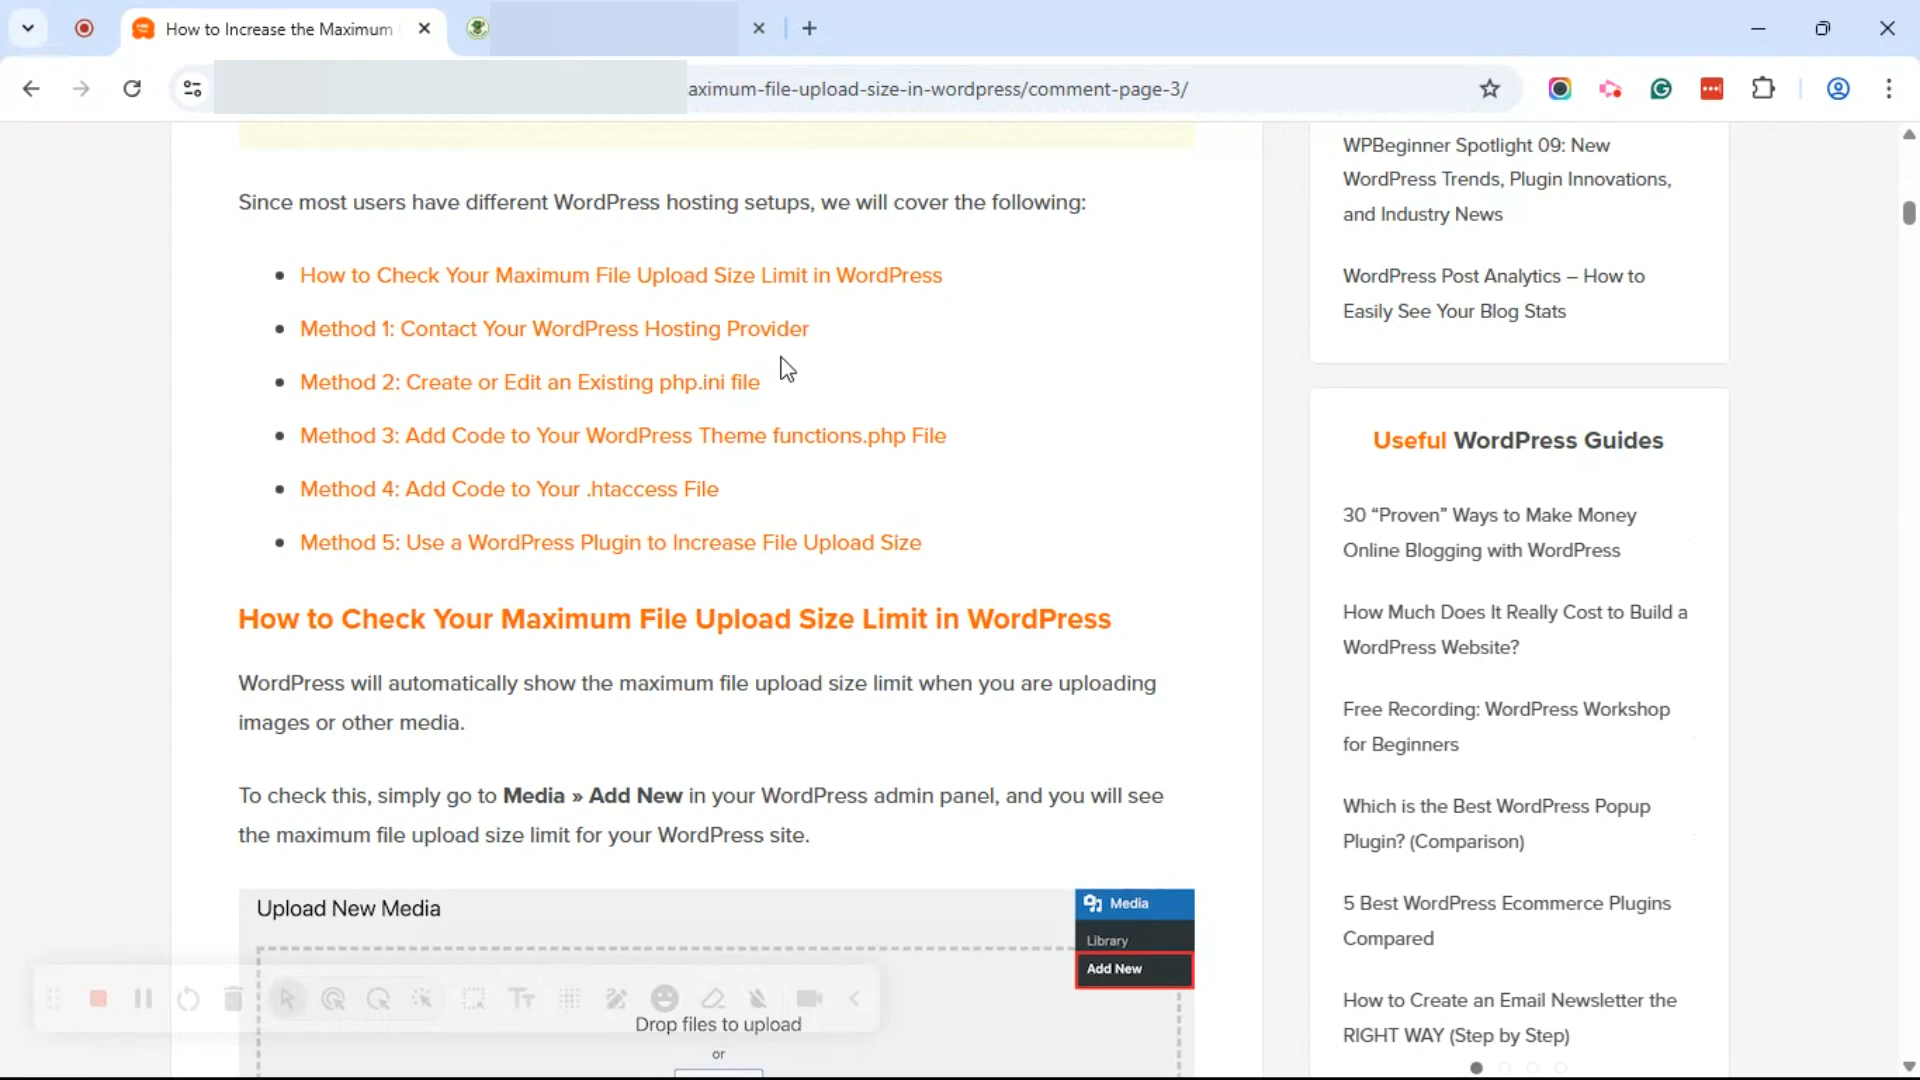 How to Increase the Maximum
aximum-file-upload-size-in-wordpress/comment-page-3/
Since most users have different WordPress hosting setups, we will cover the following:
How to Check Your Maximum File Upload Size Limit in WordPress
Method 1: Contact Your WordPress Hosting Provider
Method 2: Create or Edit an Existing php.ini file
Method 3: Add Code to Your WordPress Theme functions.php File
Method 4: Add Code to Your .htaccess File
Method 5: Use a WordPress Plugin to Increase File Upload Size
How to Check Your Maximum File Upload Size Limit in WordPress
WordPress will automatically show the maximum file upload size limit when you are uploading
images or other media.
To check this, simply go to Media » Add New in your WordPress admin panel, and you will see
the maximum file upload size limit for your WordPress site.
Upload New Media
Media
Library
Add New
Drop files to upload
or
Tт
WPBeginner Spotlight 09: New
WordPress Trends, Plugin Innovations,
and Industry News
WordPress Post Analytics – How to
Easily See Your Blog Stats
Useful WordPress Guides
30 “Proven” Ways to Make Money
Online Blogging with WordPress
How Much Does It Really Cost to Build a
WordPress Website?
Free Recording: WordPress Workshop
for Beginners
Which is the Best WordPress Popup
Plugin? (Comparison)
5 Best WordPress Ecommerce Plugins
Compared
How to Create an Email Newsletter the
RIGHT WAY (Step by Step)